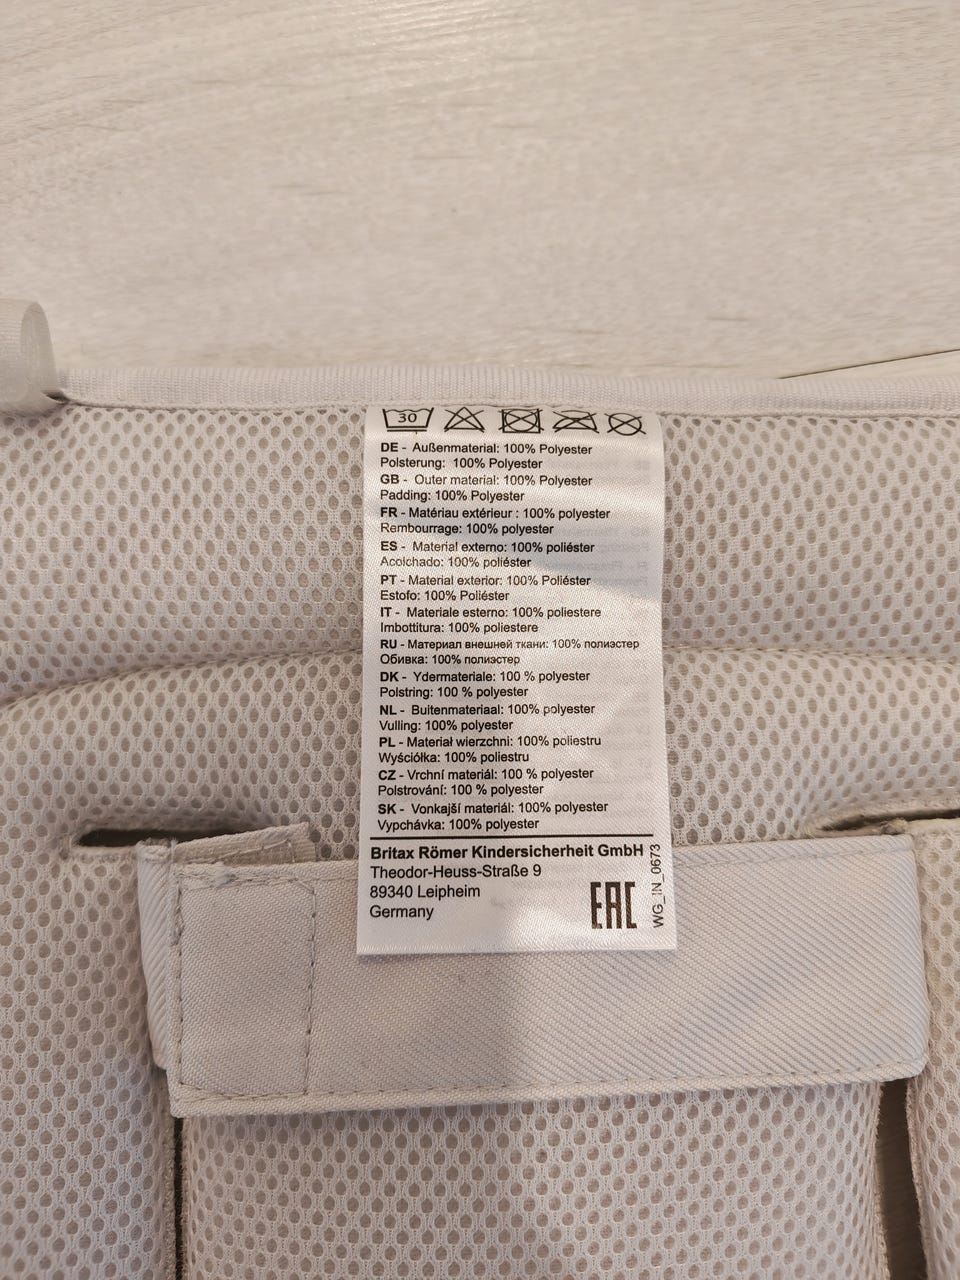 30
DE - Außenmaterial: 100% Polyester
Polsterung: 100% Polyester
GB - Outer material: 100% Polyester
Padding: 100% Polyester
FR - Matériau extérieur : 100% polyester
Rembourrage: 100% polyester
ES - Material externo: 100% poliéster
Acolchado: 100% poliéster
PT - Material exterior: 100% Poliéster
Estofo: 100% Poliéster
IT - Materiale esterno: 100% poliestere
Imbottitura: 100% poliestere
RU - Материал внешней ткани: 100% полиэстер
Обивка: 100% полиэстер
DK - Ydermateriale: 100 % polyester
Polstring: 100 % polyester
NL - Buitenmateriaal: 100% polyester
Vulling: 100% polyester
PL - Materiał wierzchni: 100% poliestru
Wyściółka: 100% poliestru
CZ - Vrchní materiál: 100 % polyester
Polstrování: 100 % polyester
SK - Vonkajší materiál: 100% polyester
Vypchávka: 100% polyester
Britax Römer Kindersicherheit GmbH
Theodor-Heuss-Straße 9
89340 Leipheim
Germany
EAC
WG_IN_0673